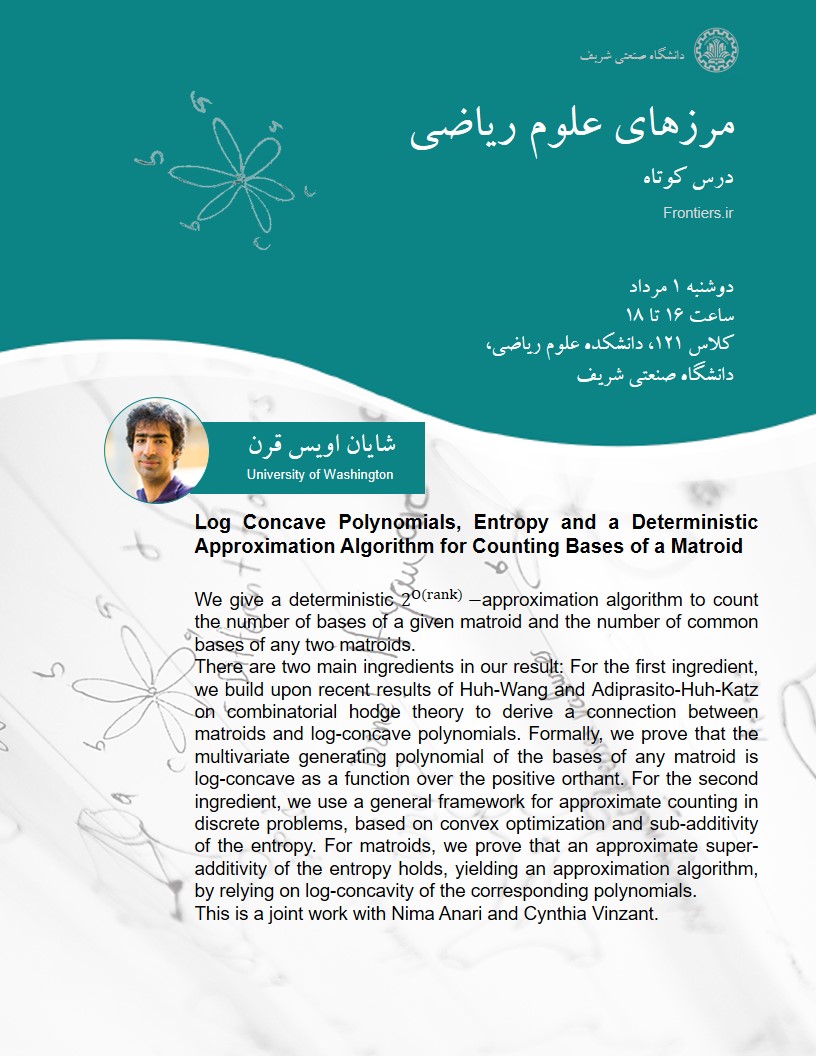 دانشگاه صنعتی شریف
مرزهای علوم ریاضی
درس کوتاه
Frontiers.ir
دوشنبه ۱ مرداد
ساعت ۱۶ تا ۱۸
کلاس ۱۲۱، دانشکده علوم ریاضی،
دانشگاه صنعتی شریف
شایان اویس قرن
University of Washington
Log Concave Polynomials, Entropy and a Deterministic
Approximation Algorithm for Counting Bases of a Matroid
We give a deterministic 2^O(rank) –approximation algorithm to count
the number of bases of a given matroid and the number of common
bases of any two matroids.
There are two main ingredients in our result: For the first ingredient,
we build upon recent results of Huh-Wang and Adiprasito-Huh-Katz
on combinatorial hodge theory to derive a connection between
matroids and log-concave polynomials. Formally, we prove that the
multivariate generating polynomial of the bases of any matroid is
log-concave as a function over the positive orthant. For the second
ingredient, we use a general framework for approximate counting in
discrete problems, based on convex optimization and sub-additivity
of the entropy. For matroids, we prove that an approximate super-
additivity of the entropy holds, yielding an approximation algorithm,
by relying on log-concavity of the corresponding polynomials.
This is a joint work with Nima Anari and Cynthia Vinzant.